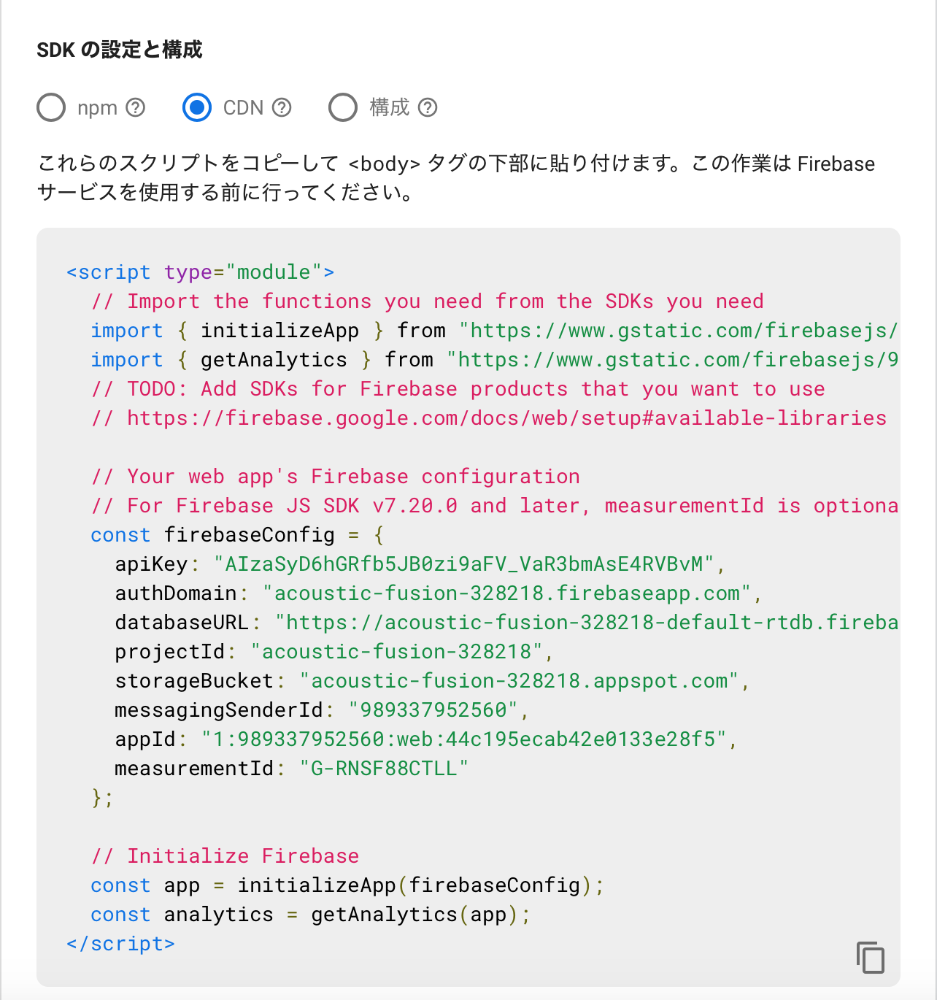 SDK の設定と構成
npm CDN 構成
これらのスクリプトをコピーして <body> タグの下部に貼り付けます。この作業は Firebase
サービスを使用する前に行ってください。
<script type="module">
// Import the functions you need from the SDKs you need
import { initializeApp } from "https://www.gstatic.com/firebasejs/
import { getAnalytics } from "https://www.gstatic.com/firebasejs/9
// TODO: Add SDKs for Firebase products that you want to use
// https://firebase.google.com/docs/web/setup#available-libraries
// Your web app's Firebase configuration
// For Firebase JS SDK v7.20.0 and later, measurementId is optiona
const firebaseConfig = {
apiKey: "AIzaSyD6hGRfb5JB0zi9aFV_VaR3bmAsE4RVBvM",
authDomain: "acoustic-fusion-328218.firebaseapp.com",
databaseURL: "https://acoustic-fusion-328218-default-rtdb.fireba
projectId: "acoustic-fusion-328218",
storageBucket: "acoustic-fusion-328218.appspot.com",
messagingSenderId: "989337952560",
appId: "1:989337952560:web:44c195ecab42e0133e28f5",
measurementId: "G-RNSF88CTLL"
};
// Initialize Firebase
const app = initializeApp(firebaseConfig);
const analytics = getAnalytics(app);
</script>